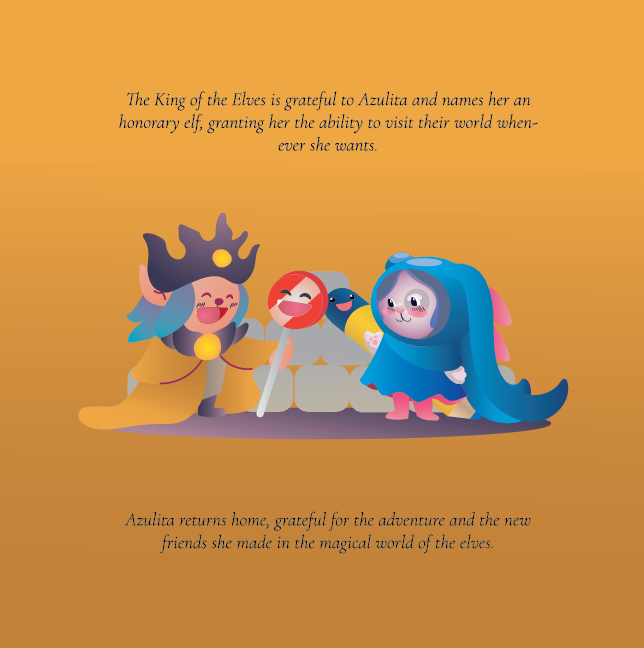 The King of the Elves is grateful to Azulita and names her an
honorary elf, granting her the ability to visit their world when-
ever she wants.
Azulita returns home, grateful for the adventure and the new
friends she made in the magical world of the elves.